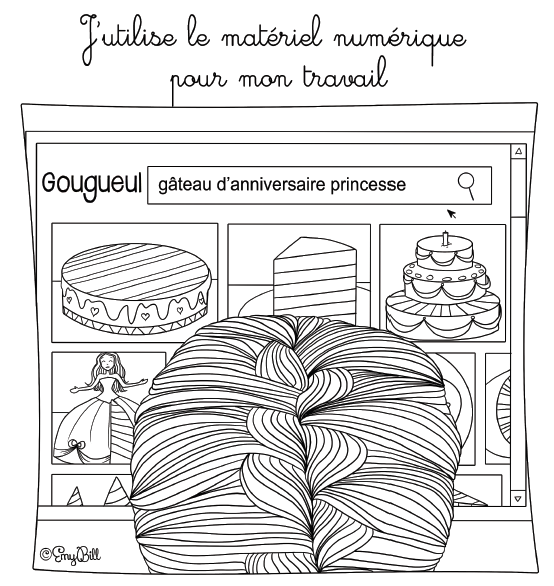 J'utilise le matériel numérique
pour mon travail
Gougueul
gâteau d'anniversaire princesse
©EmyBill